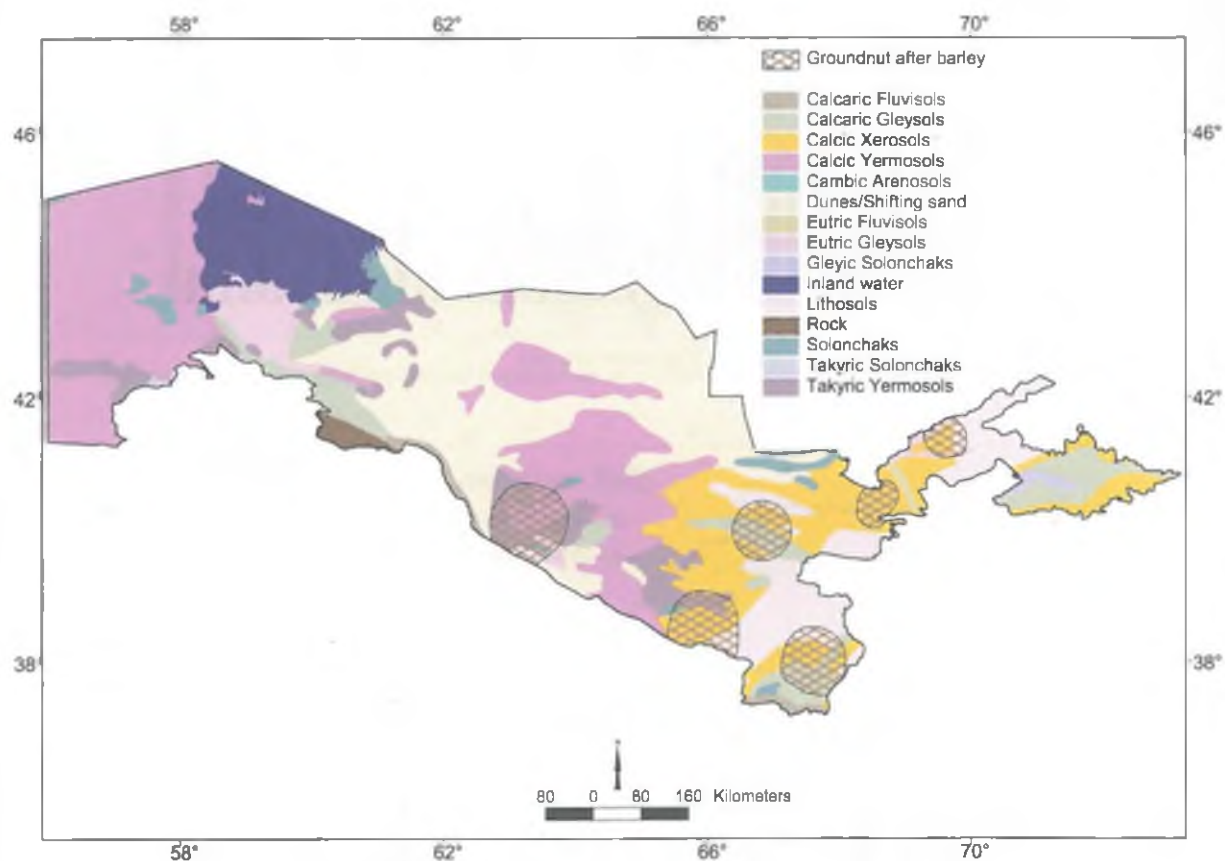 58° 62° 66° 70°
Groundnut after barley
Calcaric Fluvisols
Calcaric Gleysols
46° 46°
Calcic Xerosols
Calcic Yermosols
Cambic Arenosols
Dunes/Shifting sand
Eutric Fluvisols
Eutric Gleysols
Gleyic Solonchaks
Inland water
Lithosols
Rock
Solonchaks
Takyric Solonchaks
Takyric Yermosols
42° 42°
38° 38°
80 0 80 160 Kilometers
58° 62° 66° 70°